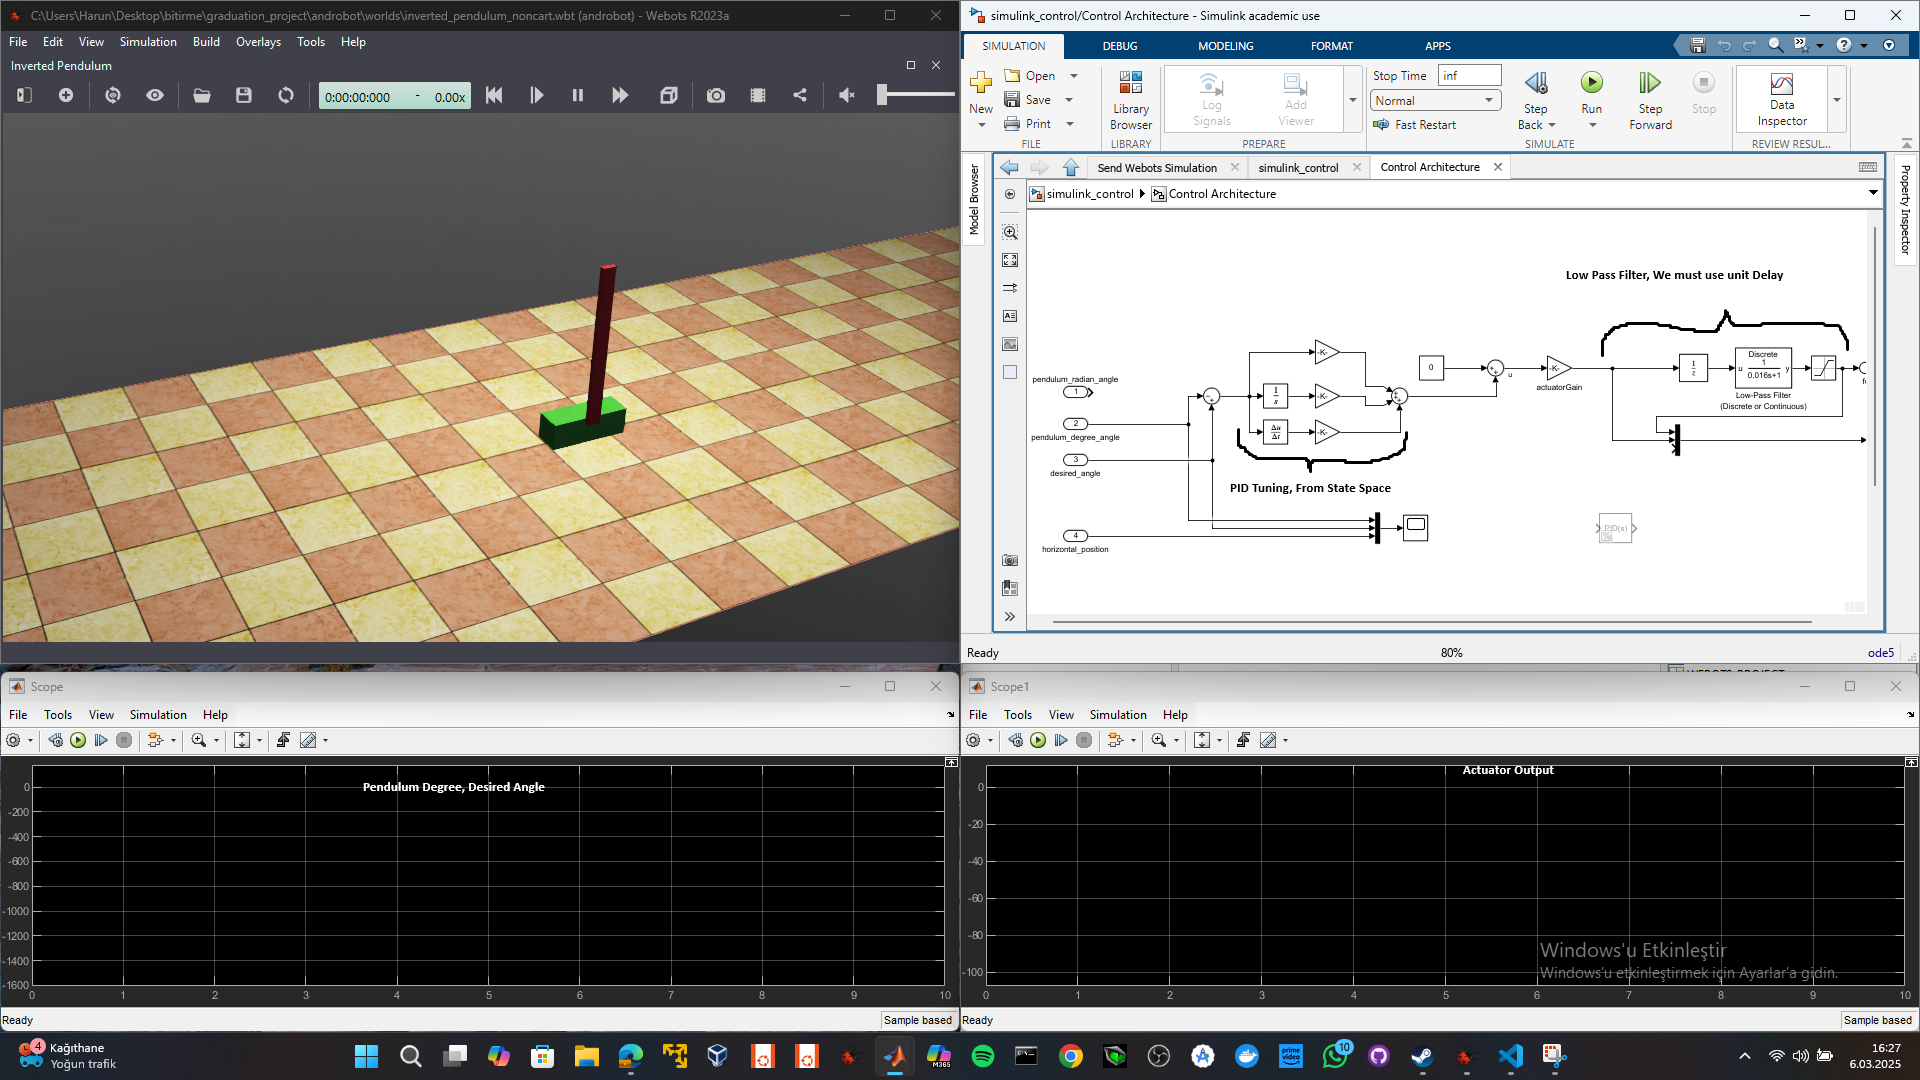 C:\Users\Harun\Desktop\bitirme\graduation_project\androbot\worlds\inverted_pendulum_noncart.wbt (androbot) - Webots R2023a
File Edit View Simulation Build Overlays Tools Help
Inverted Pendulum
0:00:00:000 - 0.00x
simulink_control/Control Architecture - Simulink academic use
SIMULATION DEBUG MODELING FORMAT APPS
New
Open
Save
Print
FILE
Library Browser
LIBRARY
Log Signals
Add Viewer
PREPARE
Stop Time inf
Normal
Fast Restart
Step Back
Run
Step Forward
Stop
SIMULATE
Data Inspector
REVIEW RESUL...
Model Browser
Property Inspector
Send Webots Simulation
simulink_control
Control Architecture
simulink_control Control Architecture
Low Pass Filter, We must use unit Delay
pendulum_radian_angle
1
2
pendulum_degree_angle
3
desired_angle
4
horizontal_position
1
s
Δu
Δt
-K-
-K-
-K-
PID Tuning, From State Space
0
u
-K-
actuatorGain
1
z
Discrete
1
u y
0.016s+1
Low-Pass Filter
(Discrete or Continuous)
PID(s)
Ready 80% ode5
Scope
File Tools View Simulation Help
Pendulum Degree, Desired Angle
0
-200
-400
-600
-800
-1000
-1200
-1400
-1600
0 1 2 3 4 5 6 7 8 9 10
Ready Sample based
Scope1
File Tools View Simulation Help
Actuator Output
0
-20
-40
-60
-80
-100
0 1 2 3 4 5 6 7 8 9 10
Windows'u Etkinleştir
Windows'u etkinleştirmek için Ayarlar'a gidin.
Ready Sample based
4
Kağıthane
Yoğun trafik
M365
prime video
10
16:27
6.03.2025